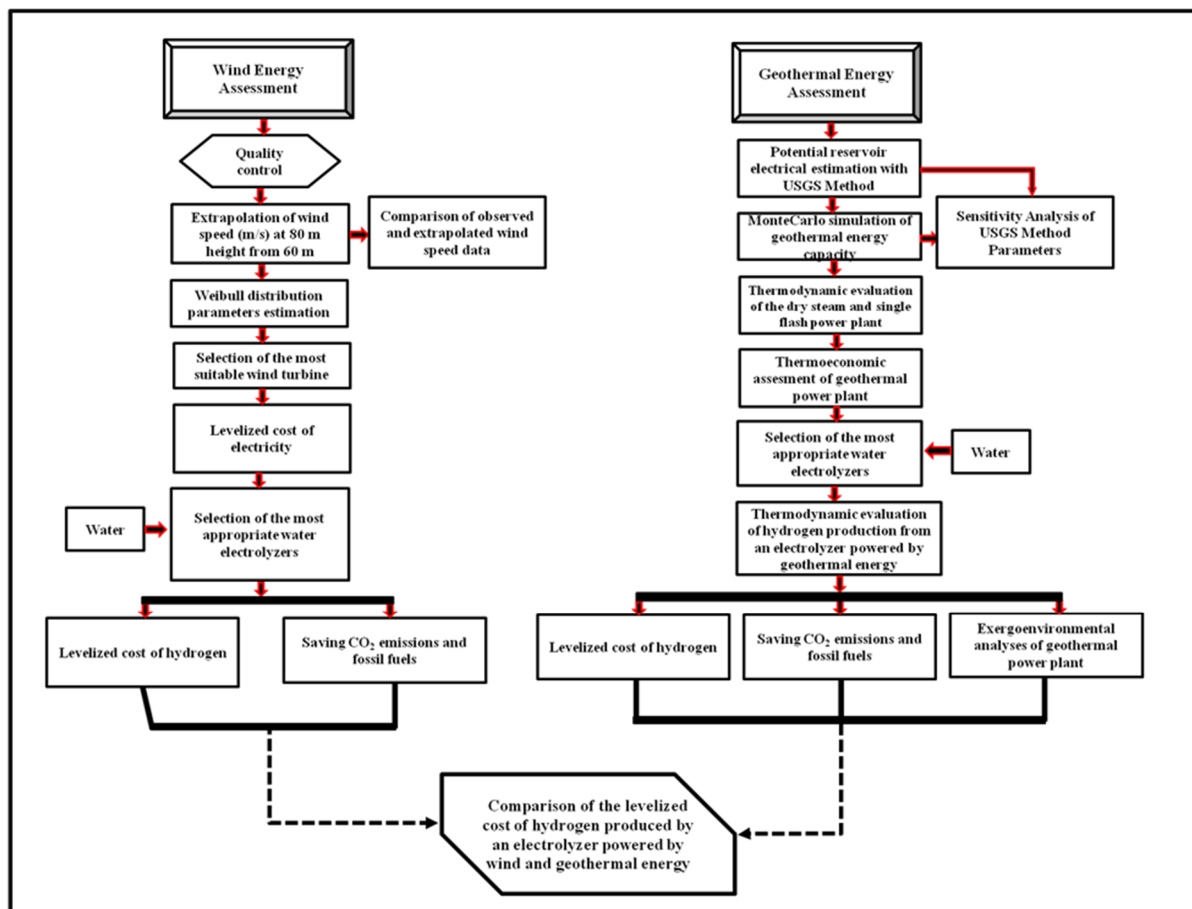 Wind Energy
Assessment
Quality
control
Extrapolation of wind
speed (m/s) at 80 m
height from 60 m
Comparison of observed
and extrapolated wind
speed data
Weibull distribution
parameters estimation
Selection of the most
suitable wind turbine
Levelized cost of
electricity
Water
Selection of the most
appropriate water
electrolyzers
Levelized cost of hydrogen
Saving CO₂ emissions and
fossil fuels
Geothermal Energy
Assessment
Potential reservoir
electrical estimation with
USGS Method
MonteCarlo simulation of
geothermal energy
capacity
Sensitivity Analysis of
USGS Method
Parameters
Thermodynamic evaluation
of the dry steam and single
flash power plant
Thermoeconomic
assesment of geothermal
power plant
Selection of the most
appropriate water
electrolyzers
Water
Thermodynamic evaluation
of hydrogen production from
an electrolyzer powered by
geothermal energy
Levelized cost of hydrogen
Saving CO₂ emissions and
fossil fuels
Exergoenvironmental
analyses of geothermal
power plant
Comparison of the levelized
cost of hydrogen produced by
an electrolyzer powered by
wind and geothermal energy